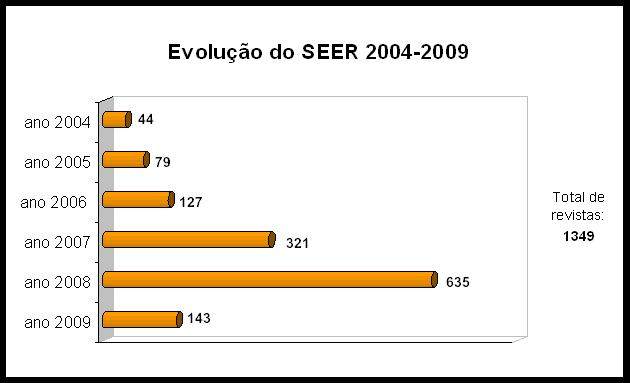 Evolução do SEER 2004-2009
ano 2004 44
ano 2005 79
ano 2006 127
ano 2007 321
ano 2008 635
ano 2009 143
Total de
revistas:
1349